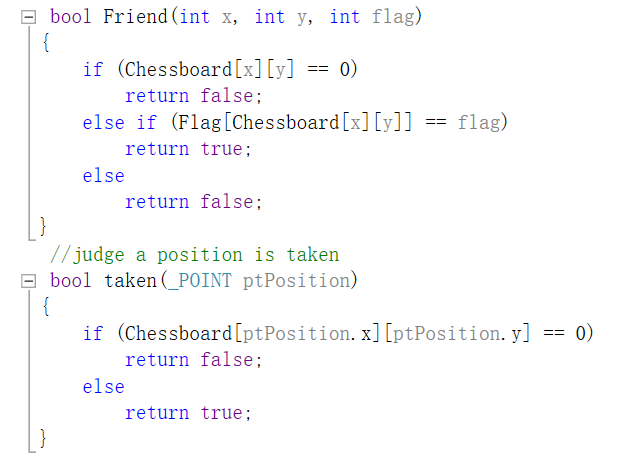 bool Friend(int x, int y, int flag)
{
    if (Chessboard[x][y] == 0)
        return false;
    else if (Flag[Chessboard[x][y]] == flag)
        return true;
    else
        return false;
}
//judge a position is taken
bool taken(_POINT ptPosition)
{
    if (Chessboard[ptPosition.x][ptPosition.y] == 0)
        return false;
    else
        return true;
}